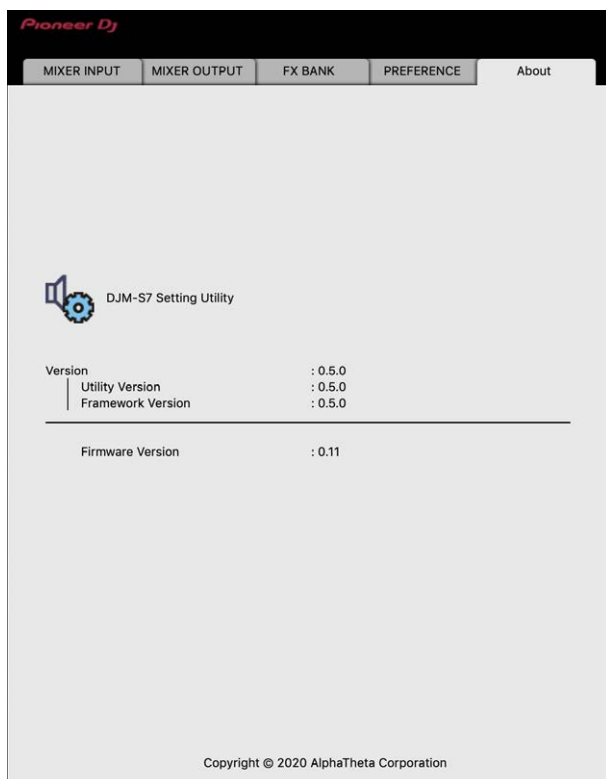 Pioneer Dj
MIXER INPUT MIXER OUTPUT FX BANK PREFERENCE About
DJM-S7 Setting Utility
Version : 0.5.0
Utility Version : 0.5.0
Framework Version : 0.5.0
Firmware Version : 0.11
Copyright © 2020 AlphaTheta Corporation